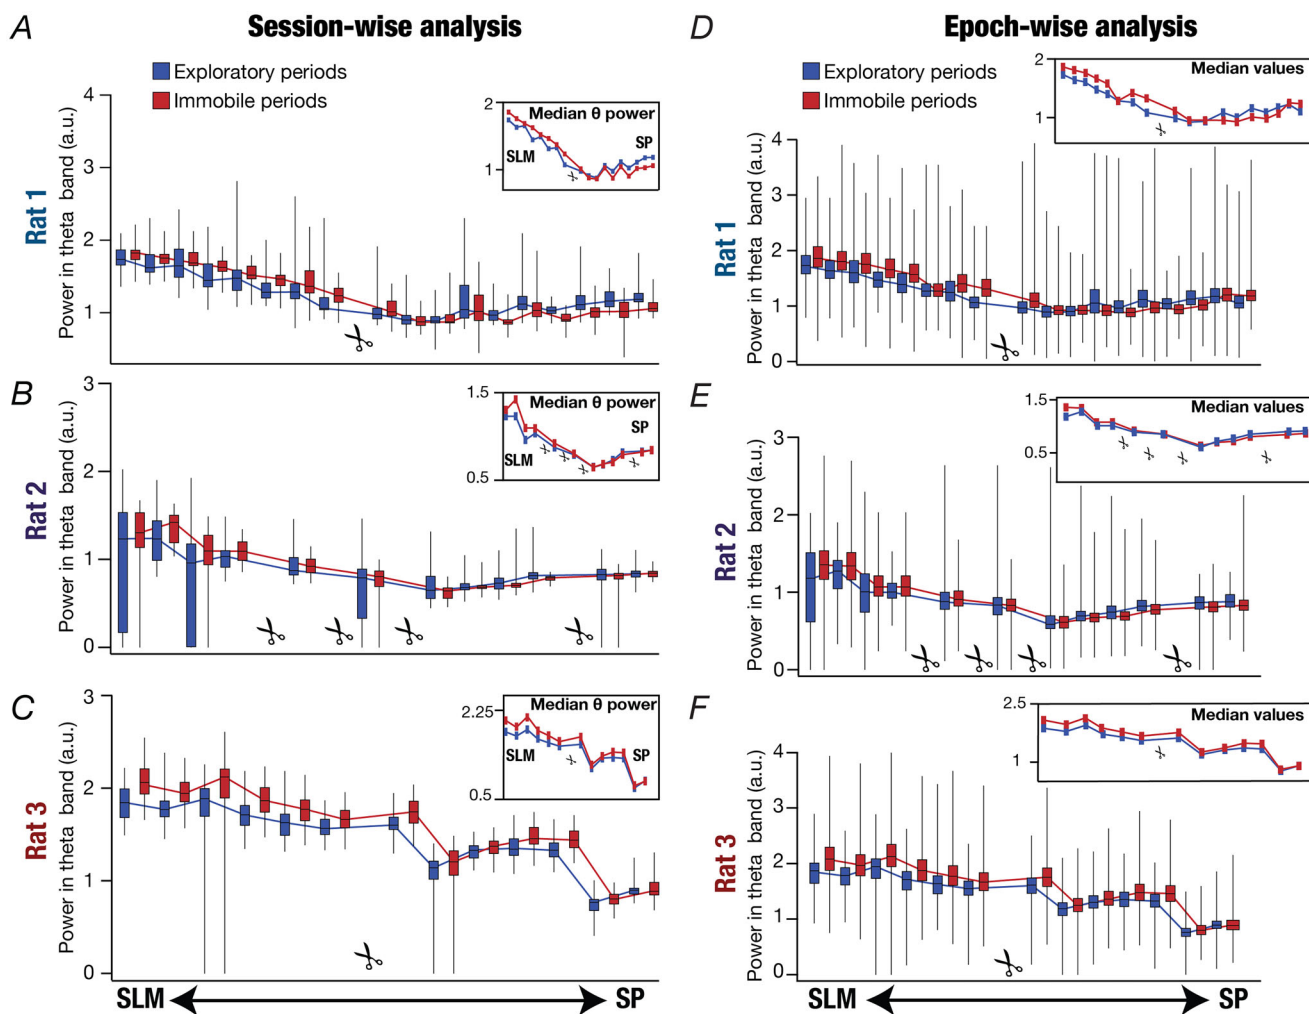 A
Session-wise analysis
Exploratory periods
Immobile periods
Rat 1
Power in theta band (a.u.)
4
3
2
1
2
1
Median θ power
SLM
SP
B
Rat 2
Power in theta band (a.u.)
3
2
1
0
1.5
0.5
Median θ power
SLM
SP
C
Rat 3
Power in theta band (a.u.)
3
2
1
0
2.25
0.5
Median θ power
SLM
SP
SLM
SP
D
Epoch-wise analysis
Exploratory periods
Immobile periods
Rat 1
Power in theta band (a.u.)
4
3
2
1
0
2
1
Median values
E
Rat 2
Power in theta band (a.u.)
3
2
1
0
1.5
0.5
Median values
F
Rat 3
Power in theta band (a.u.)
4
3
2
1
0
2.5
1
Median values
SLM
SP